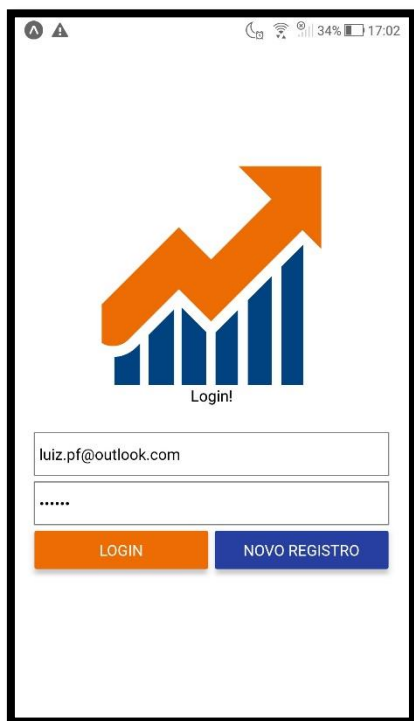 34% 17:02
Login!
luiz.pf@outlook.com
••••••
LOGIN NOVO REGISTRO